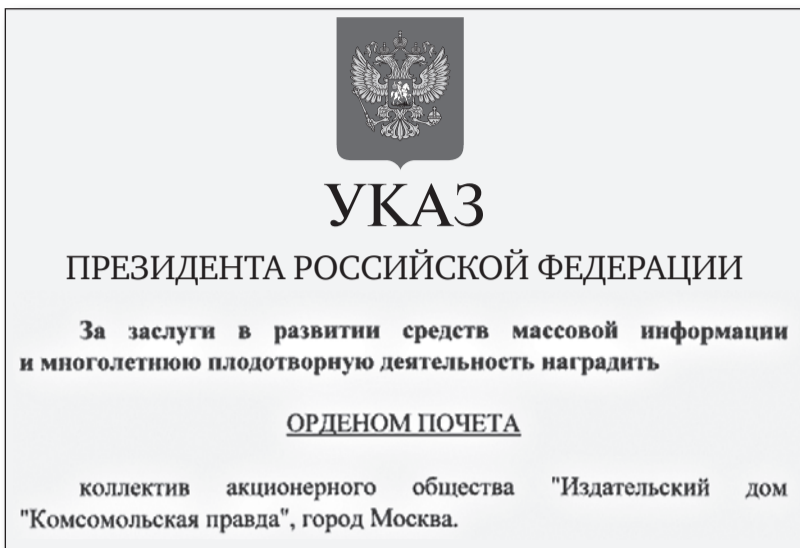 УКАЗ
ПРЕЗИДЕНТА РОССИЙСКОЙ ФЕДЕРАЦИИ
За заслуги в развитии средств массовой информации
и многолетнюю плодотворную деятельность наградить
ОРДЕНОМ ПОЧЕТА
коллектив акционерного общества "Издательский дом
"Комсомольская правда", город Москва.